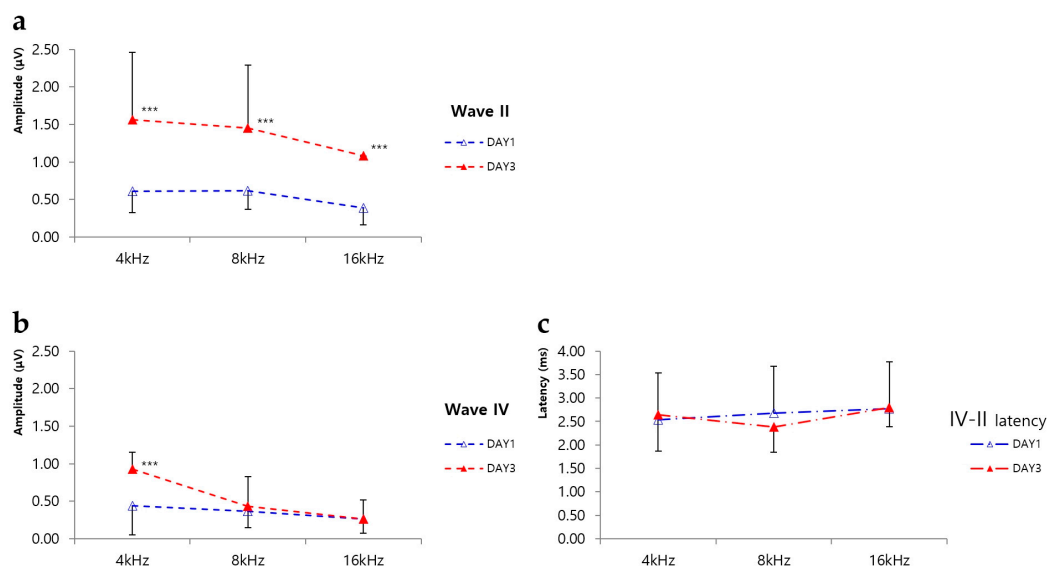 a
Amplitude (μV)
2.50
2.00
1.50
1.00
0.50
0.00
***
***
***
4kHz 8kHz 16kHz
Wave II
DAY1
DAY3
b
Amplitude (μV)
2.50
2.00
1.50
1.00
0.50
0.00
***
4kHz 8kHz 16kHz
Wave IV
DAY1
DAY3
c
Latency (ms)
4.00
3.50
3.00
2.50
2.00
1.50
1.00
0.50
0.00
4kHz 8kHz 16kHz
IV-II latency
DAY1
DAY3